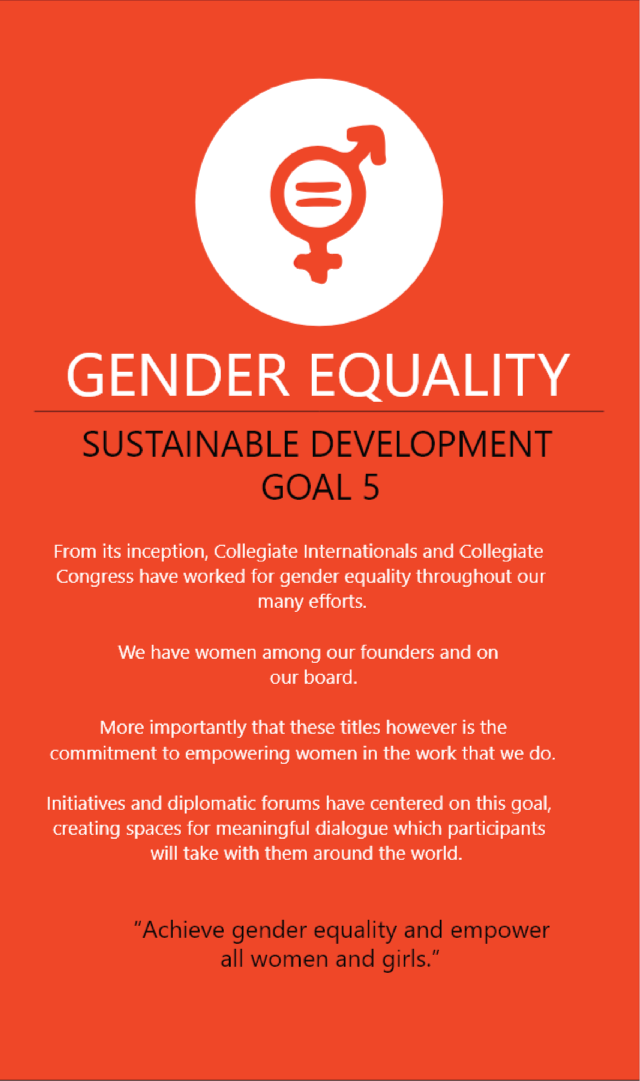 GENDER EQUALITY
SUSTAINABLE DEVELOPMENT
GOAL 5
From its inception, Collegiate Internationals and Collegiate
Congress have worked for gender equality throughout our
many efforts.
We have women among our founders and on
our board.
More importantly that these titles however is the
commitment to empowering women in the work that we do.
Initiatives and diplomatic forums have centered on this goal,
creating spaces for meaningful dialogue which participants
will take with them around the world.
“Achieve gender equality and empower
all women and girls.”